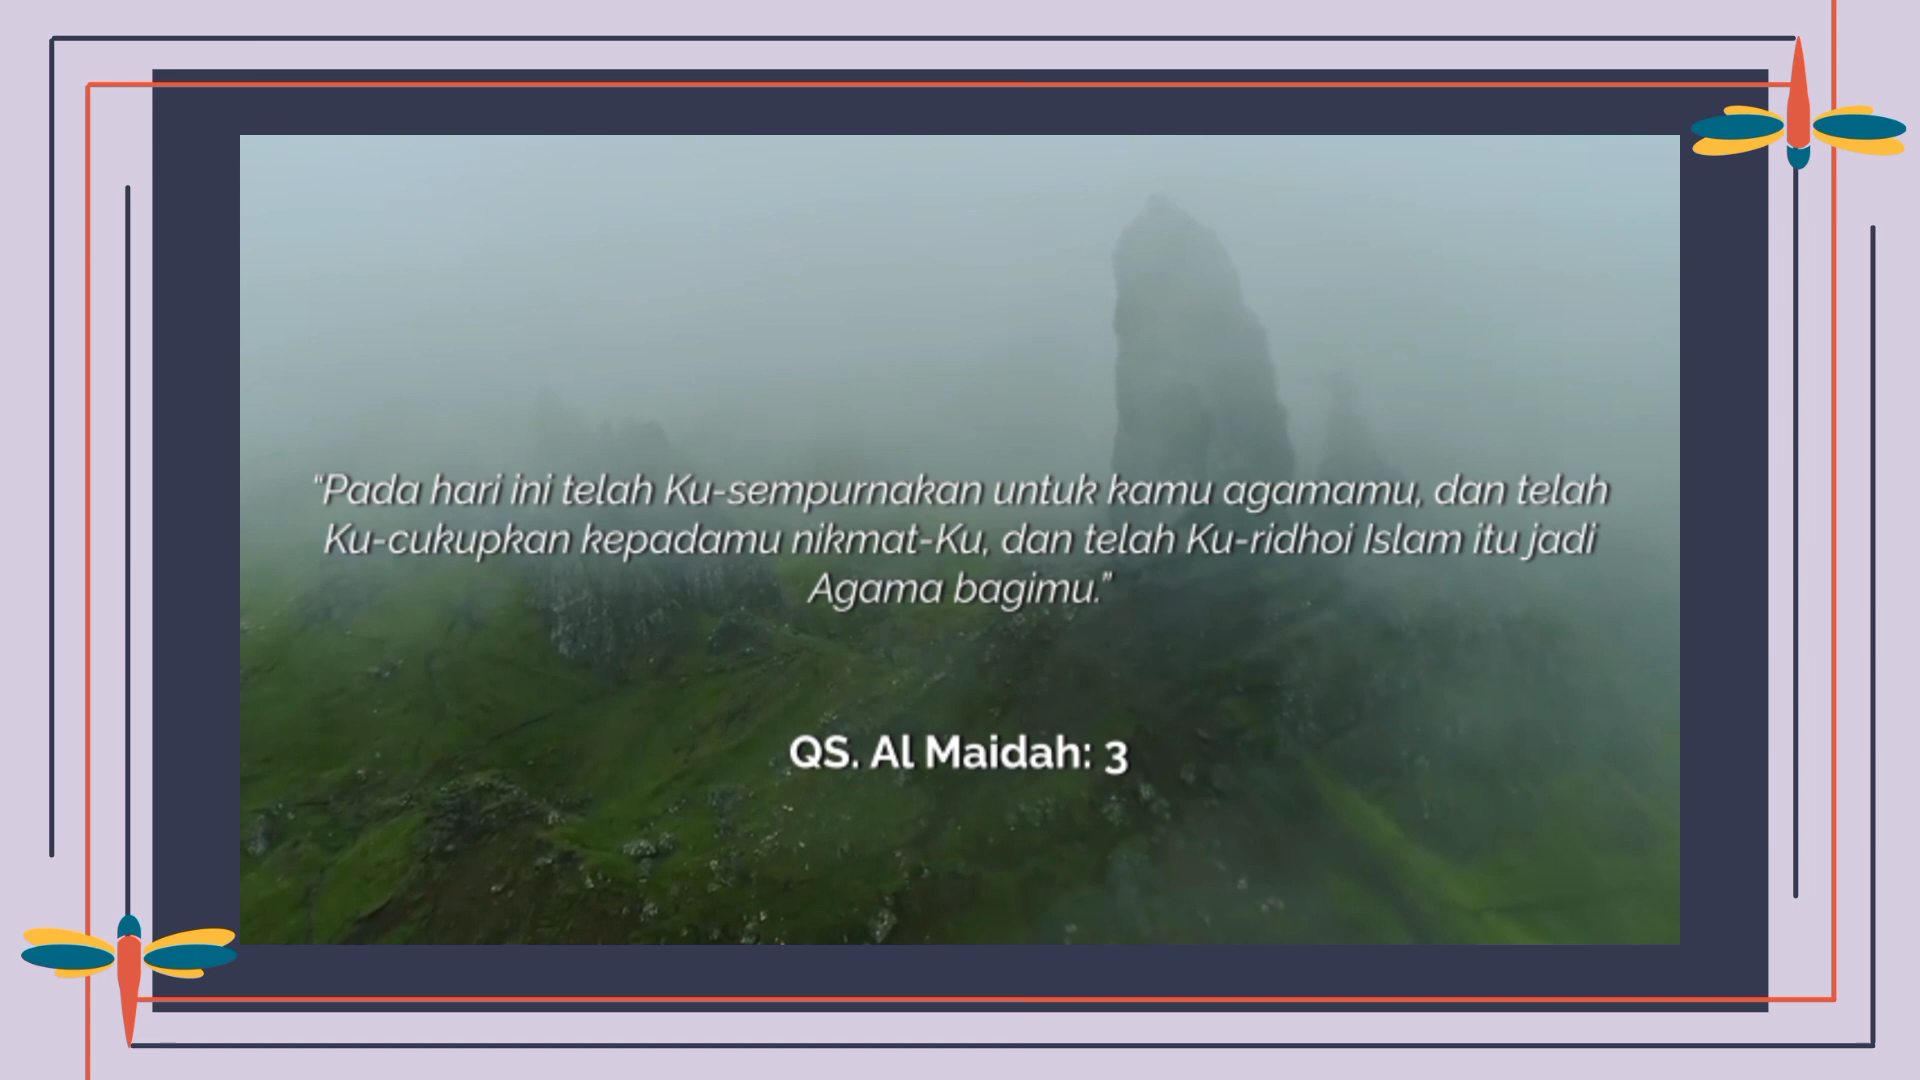 “Pada hari ini telah Ku-sempurnakan untuk kamu agamamu, dan telah
Ku-cukupkan kepadamu nikmat-Ku, dan telah Ku-ridhoi Islam itu jadi
Agama bagimu.”
QS. Al Maidah: 3